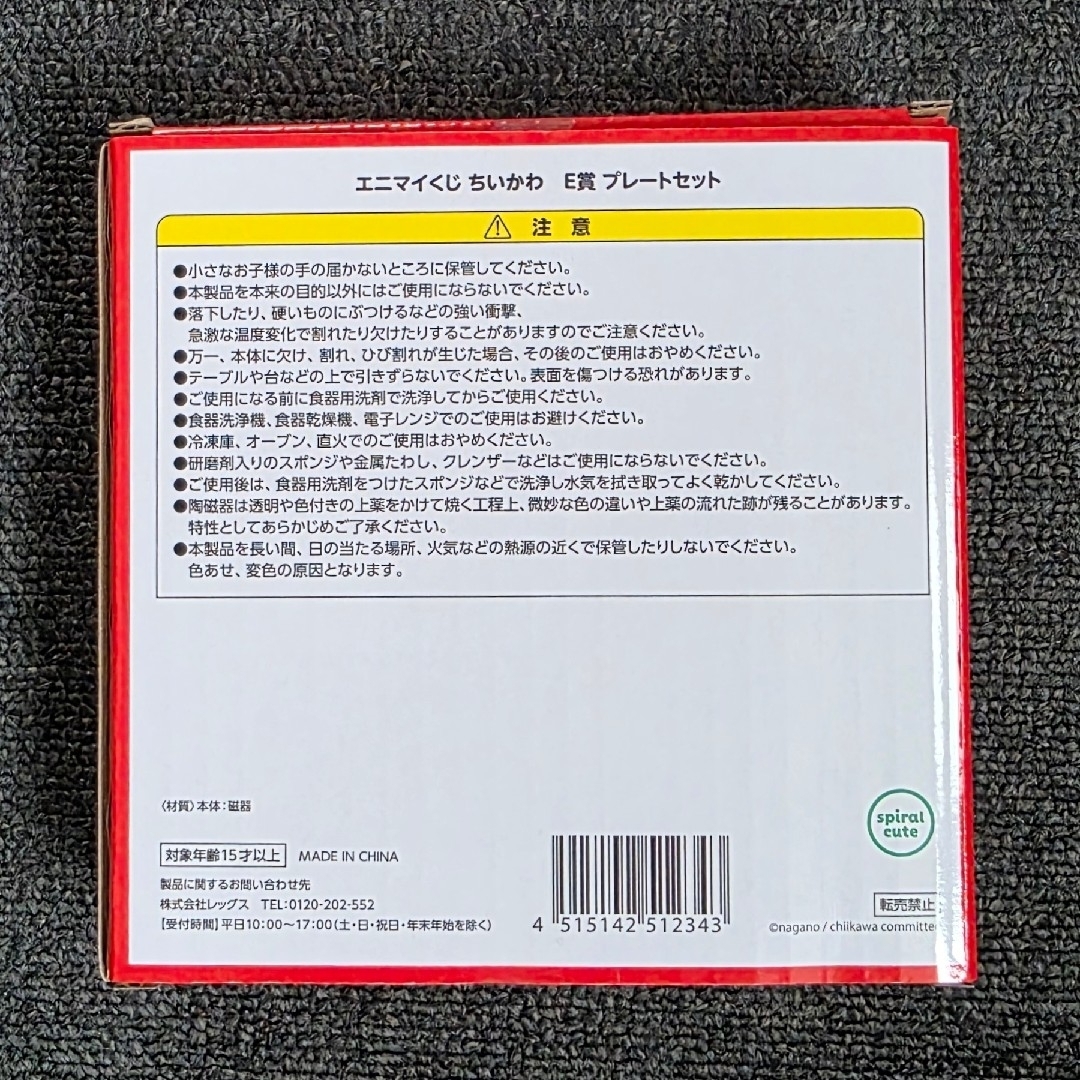 エニマイくじ ちいかわ　E賞 プレートセット
注 意
●小さなお子様の手の届かないところに保管してください。
●本製品を本来の目的以外にはご使用にならないでください。
●落下したり、硬いものにぶつけるなどの強い衝撃、
急激な温度変化で割れたり欠けたりすることがありますのでご注意ください。
●万一、本体に欠け、割れ、ひび割れが生じた場合、その後のご使用はおやめください。
●テーブルや台などの上で引きずらないでください。表面を傷つける恐れがあります。
●ご使用になる前に食器用洗剤で洗浄してからご使用ください。
●食器洗浄機、食器乾燥機、電子レンジでのご使用はお避けください。
●冷凍庫、オーブン、直火でのご使用はおやめください。
●研磨剤入りのスポンジや金属たわし、クレンザーなどはご使用にならないでください。
●ご使用後は、食器用洗剤をつけたスポンジなどで洗浄し水気を拭き取ってよく乾かしてください。
●陶磁器は透明や色付きの上薬をかけて焼く工程上、微妙な色の違いや上薬の流れた跡が残ることがあります。
特性としてあらかじめご了承ください。
●本製品を長い間、日の当たる場所、火気などの熱源の近くで保管したりしないでください。
色あせ、変色の原因となります。
〈材質〉本体：磁器
spiral
cute
対象年齢15才以上 MADE IN CHINA
製品に関するお問い合わせ先
株式会社レッグス TEL:0120-202-552
【受付時間】平日10:00〜17:00(土・日・祝日・年末年始を除く)
4 515142 512343
転売禁止
©nagano / chiikawa committee